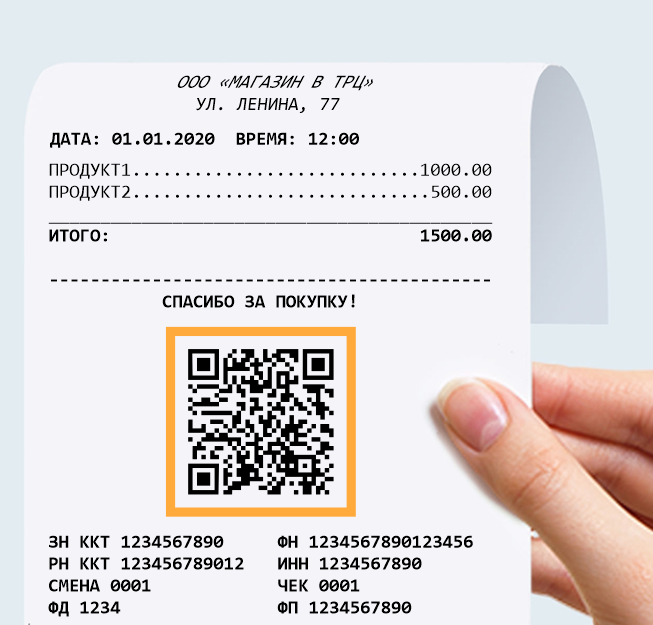 ООО «МАГАЗИН В ТРЦ»
УЛ. ЛЕНИНА, 77
ДАТА: 01.01.2020 ВРЕМЯ: 12:00
ПРОДУКТ1............................1000.00
ПРОДУКТ2.............................500.00
ИТОГО: 1500.00
СПАСИБО ЗА ПОКУПКУ!
ЗН ККТ 1234567890 ФН 1234567890123456
РН ККТ 123456789012 ИНН 1234567890
СМЕНА 0001 ЧЕК 0001
ФД 1234 ФП 1234567890